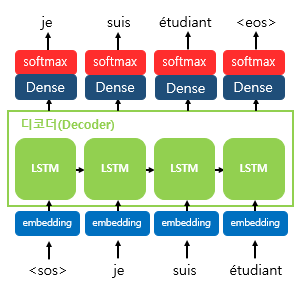 je suis étudiant <eos>
softmax softmax softmax softmax
Dense Dense Dense Dense
디코더(Decoder)
LSTM LSTM LSTM LSTM
embedding embedding embedding embedding
<sos> je suis étudiant